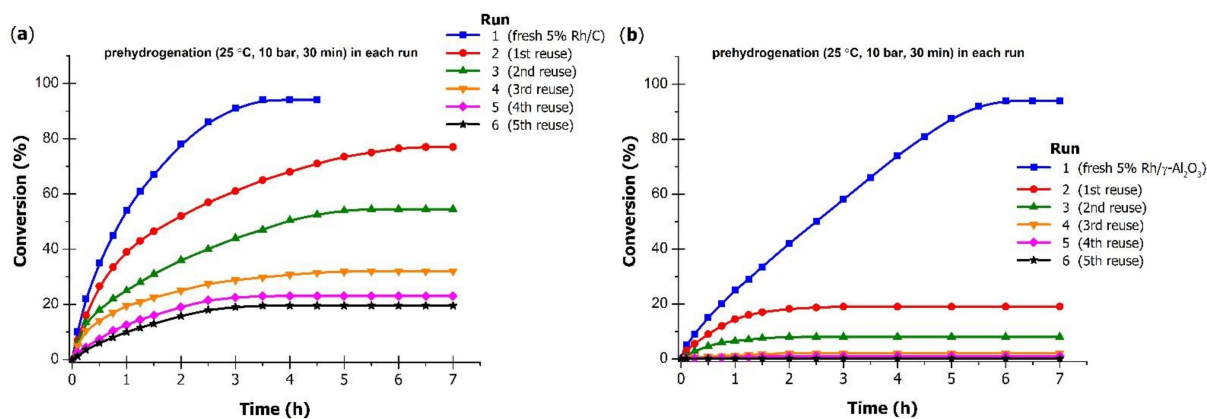 (a)
prehydrogenation (25 °C, 10 bar, 30 min) in each run
Run
1 (fresh 5% Rh/C)
2 (1st reuse)
3 (2nd reuse)
4 (3rd reuse)
5 (4th reuse)
6 (5th reuse)
Conversion (%)
100
80
60
40
20
0
0 1 2 3 4 5 6 7
Time (h)
(b)
prehydrogenation (25 °C, 10 bar, 30 min) in each run
Run
1 (fresh 5% Rh/γ-Al₂O₃)
2 (1st reuse)
3 (2nd reuse)
4 (3rd reuse)
5 (4th reuse)
6 (5th reuse)
Conversion (%)
100
80
60
40
20
0
0 1 2 3 4 5 6 7
Time (h)